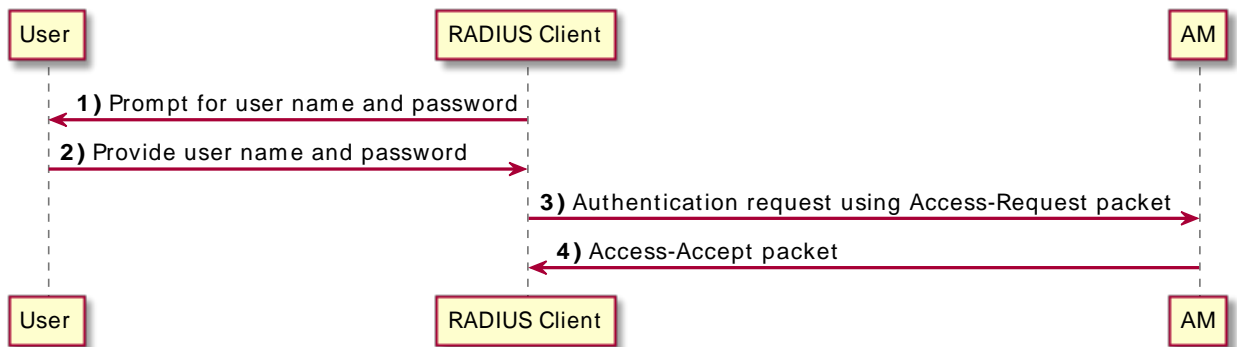 User
RADIUS Client
AM
1) Prompt for user name and password
2) Provide user name and password
3) Authentication request using Access-Request packet
4) Access-Accept packet
User
RADIUS Client
AM